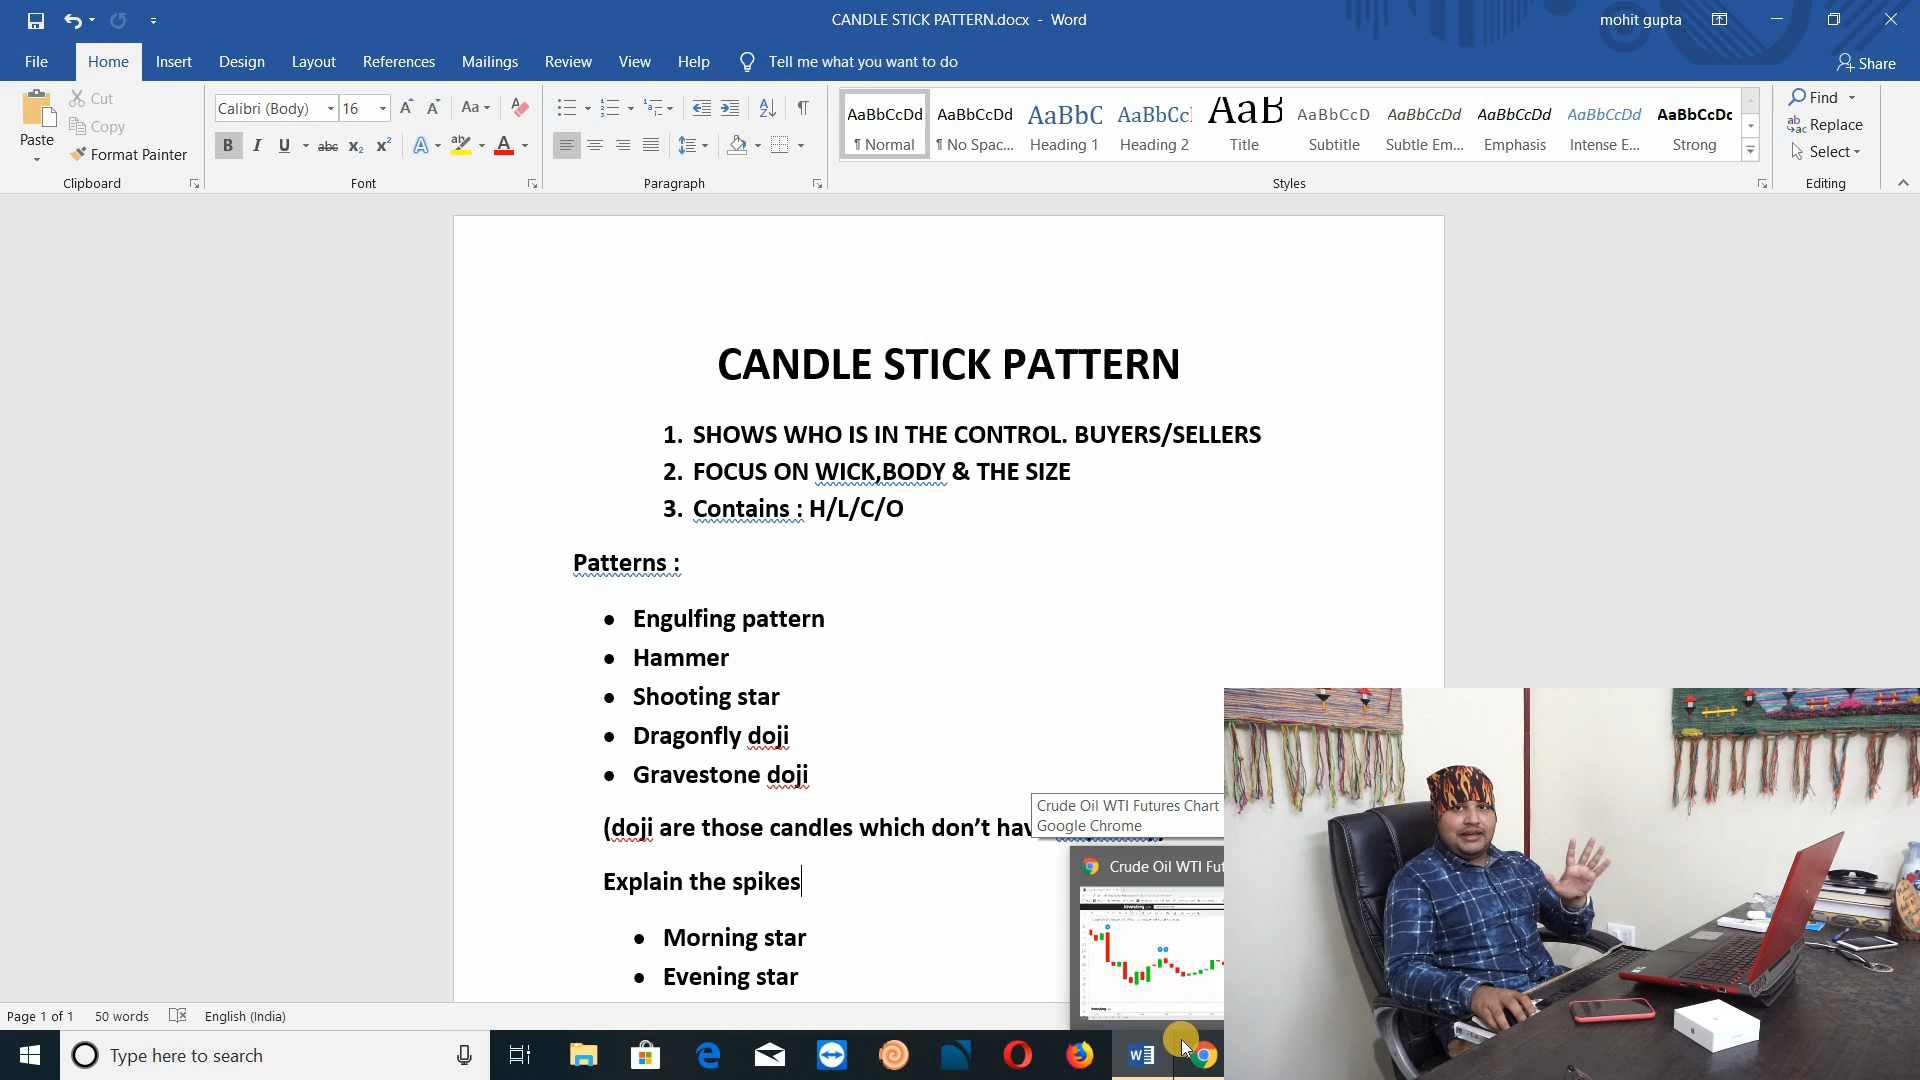 CANDLE STICK PATTERN.docx - Word
mohit gupta
File Home Insert Design Layout References Mailings Review View Help Tell me what you want to do
Share
Paste
Cut
Copy
Format Painter
Clipboard
Calibri (Body) 16
Font
Paragraph
AaBbCcDd AaBbCcDd AaBbC AaBbCcI AaB AaBbCcD AaBbCcDd AaBbCcDd AaBbCcDd AaBbCcDc
¶ Normal ¶ No Spac... Heading 1 Heading 2 Title Subtitle Subtle Em... Emphasis Intense E... Strong
Styles
Find
Replace
Select
Editing
CANDLE STICK PATTERN
1. SHOWS WHO IS IN THE CONTROL. BUYERS/SELLERS
2. FOCUS ON WICK,BODY & THE SIZE
3. Contains : H/L/C/O
Patterns :
• Engulfing pattern
• Hammer
• Shooting star
• Dragonfly doji
• Gravestone doji
(doji are those candles which don't hav
Explain the spikes
• Morning star
• Evening star
Crude Oil WTI Futures Chart
Google Chrome
Crude Oil WTI Fut
Page 1 of 1 50 words English (India)
Type here to search